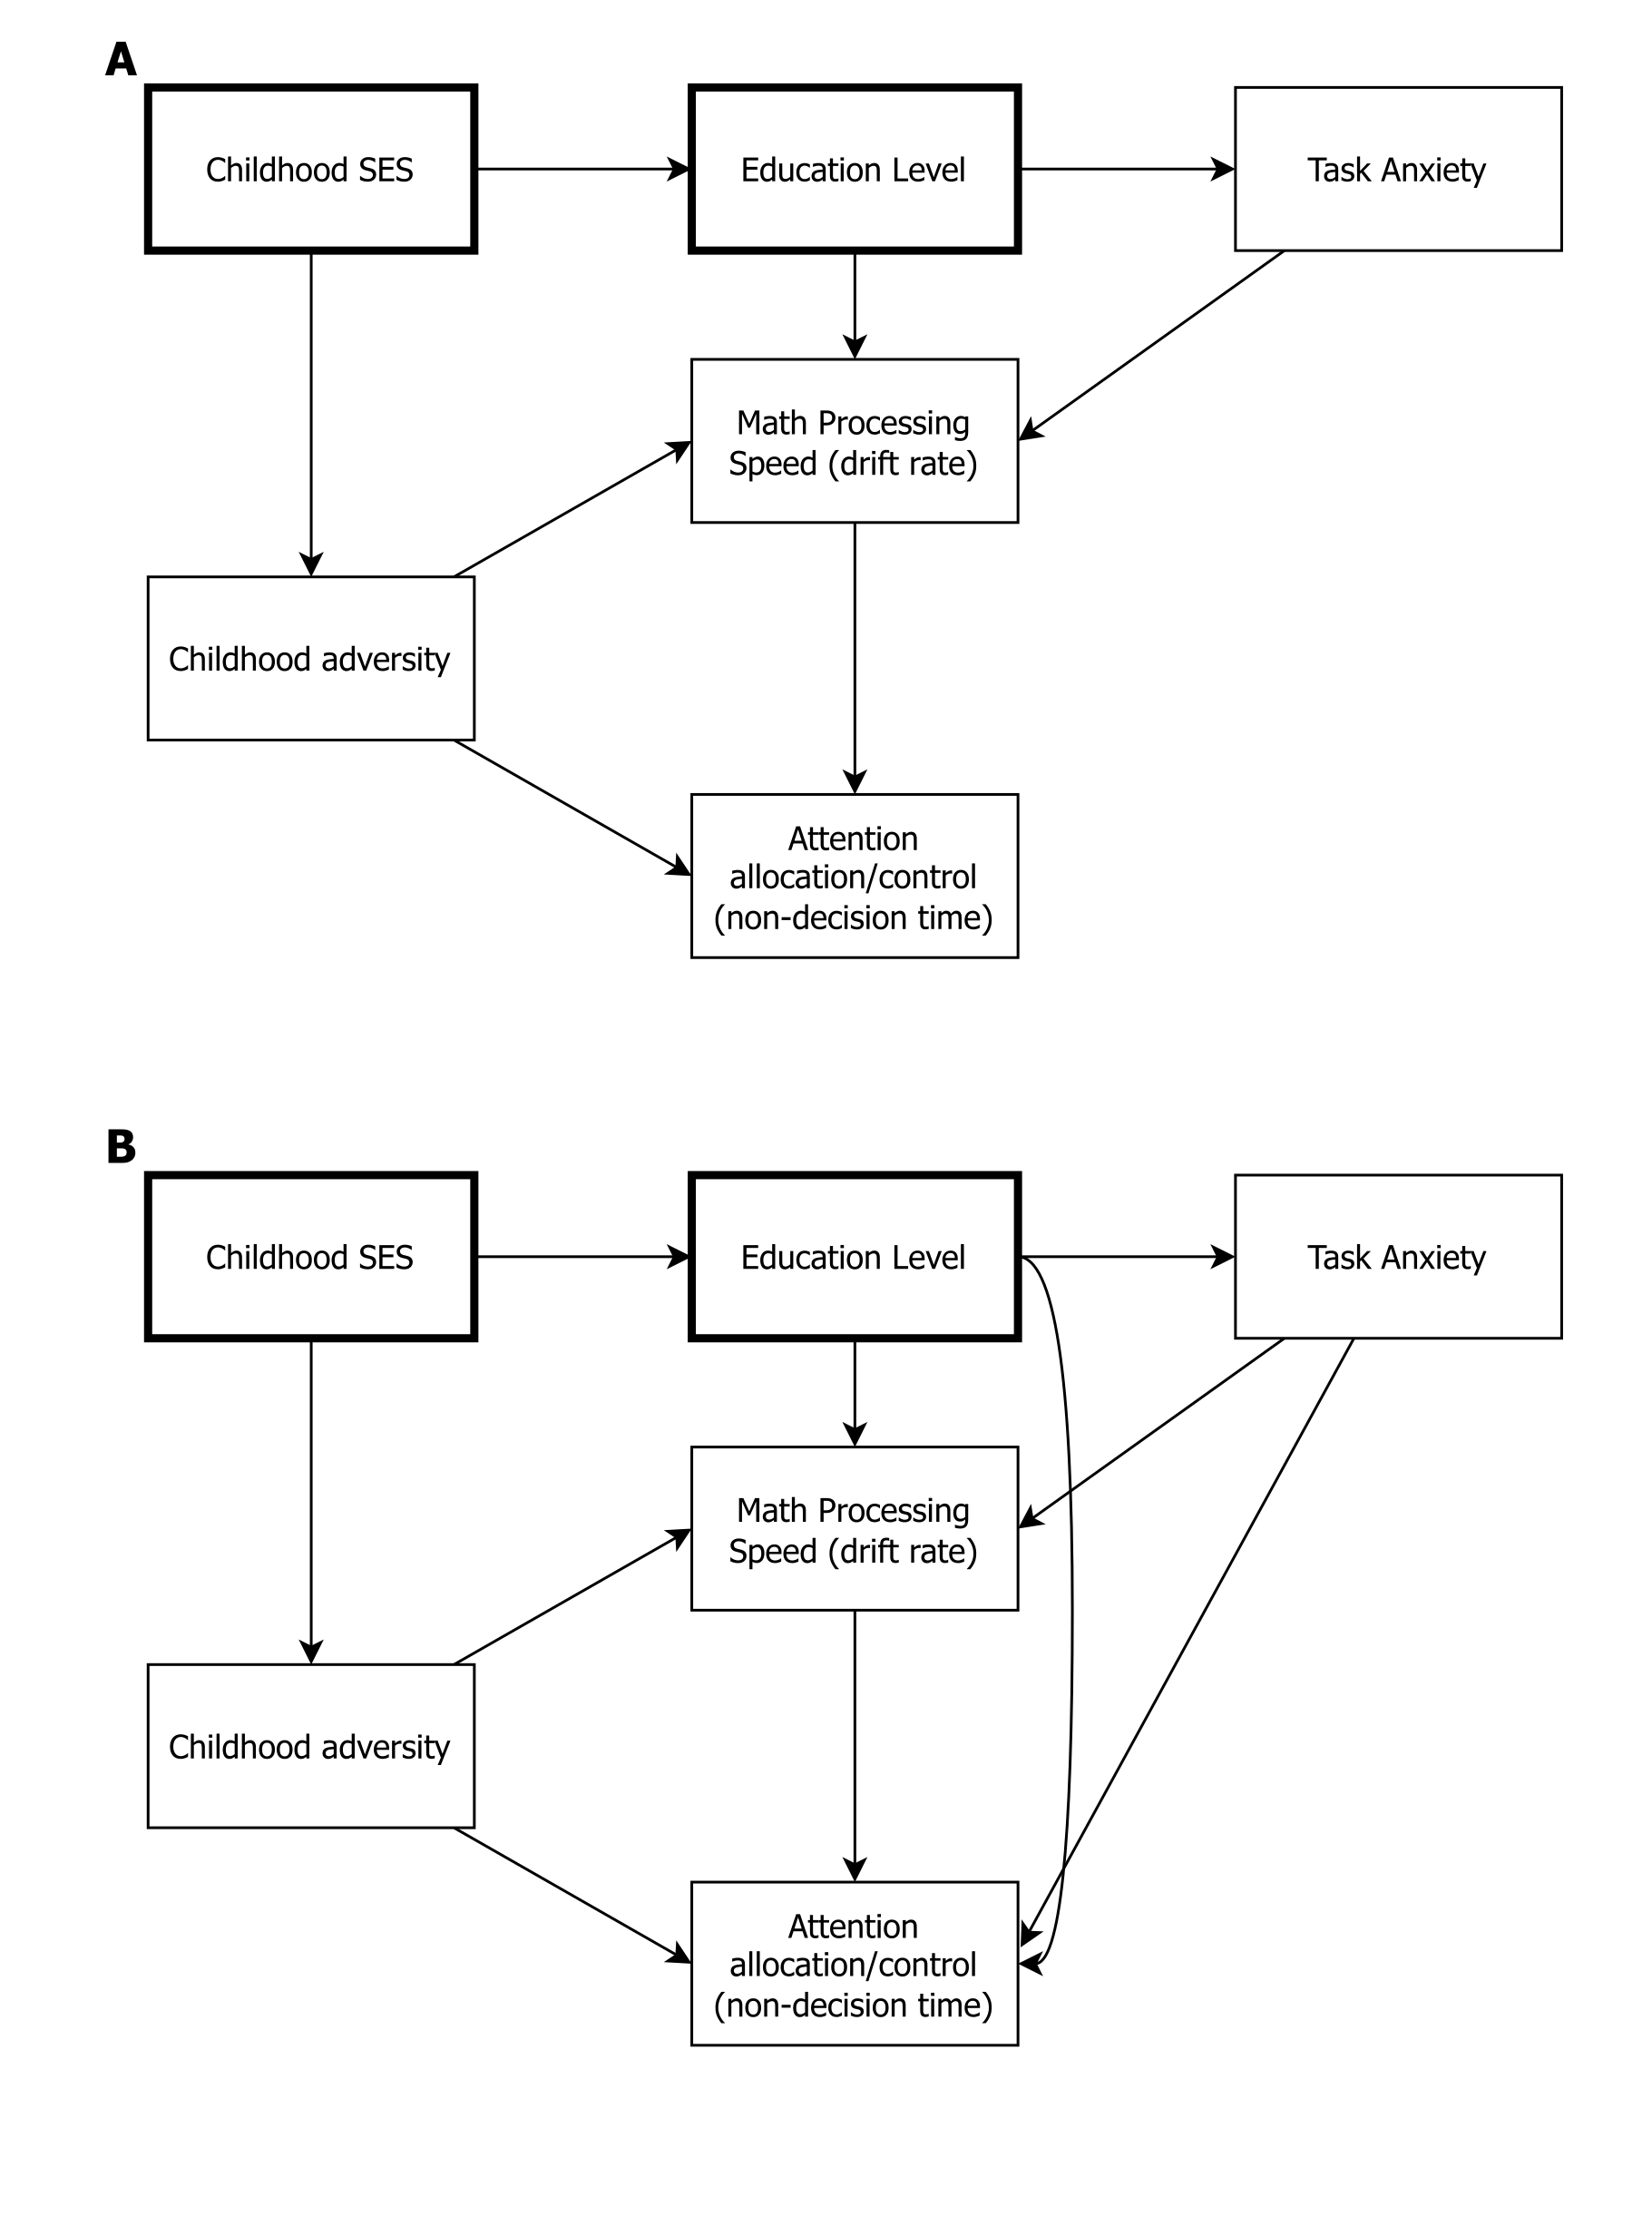 A
Childhood SES
Education Level
Task Anxiety
Math Processing
Speed (drift rate)
Childhood adversity
Attention
allocation/control
(non-decision time)
B
Childhood SES
Education Level
Task Anxiety
Math Processing
Speed (drift rate)
Childhood adversity
Attention
allocation/control
(non-decision time)